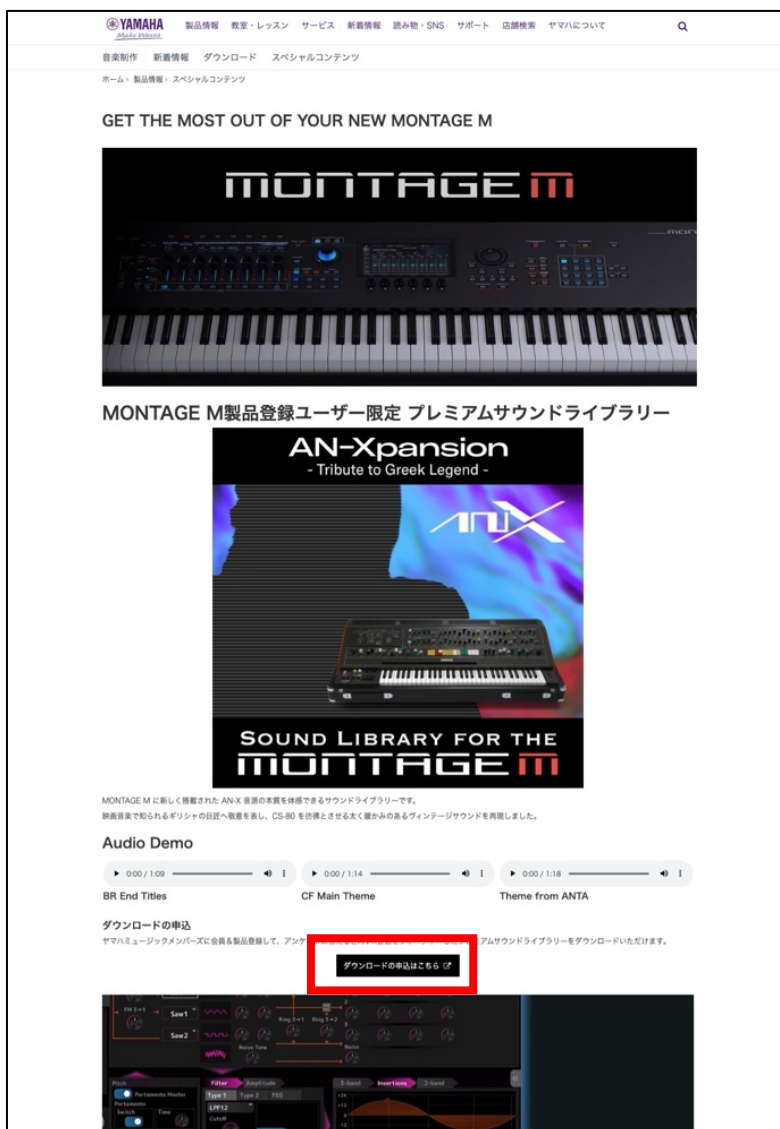 YAMAHA
Make Waves
製品情報 教室・レッスン サービス 新着情報 読み物・SNS サポート 店舗検索 ヤマハについて
音楽制作 新着情報 ダウンロード スペシャルコンテンツ
ホーム › 製品情報 › スペシャルコンテンツ
GET THE MOST OUT OF YOUR NEW MONTAGE M
MONTAGE M
MONTAGE M製品登録ユーザー限定 プレミアムサウンドライブラリー
AN-Xpansion
- Tribute to Greek Legend -
AN-X
SOUND LIBRARY FOR THE
MONTAGE M
MONTAGE M に新しく搭載された AN-X 音源の本質を体感できるサウンドライブラリーです。
映画音楽で知られるギリシャの巨匠へ敬意を表し、CS-80 を彷彿とさせる太く暖かみのあるヴィンテージサウンドを再現しました。
Audio Demo
0:00 / 1:09 0:00 / 1:14 0:00 / 1:18
BR End Titles CF Main Theme Theme from ANTA
ダウンロードの申込
ヤマハミュージックメンバーズに会員&製品登録して、アンケ アムサウンドライブラリーをダウンロードいただけます。
ダウンロードの申込はこちら
Saw1 Ring 3→1 Ring 3→2
Saw2 Noise Tone Noise
Pitch Filter Amplitude 3-band Insertions 2-band
Portamento Master Type 1 Type 2 FEG
Portamento LPF12
Switch Time Cutoff